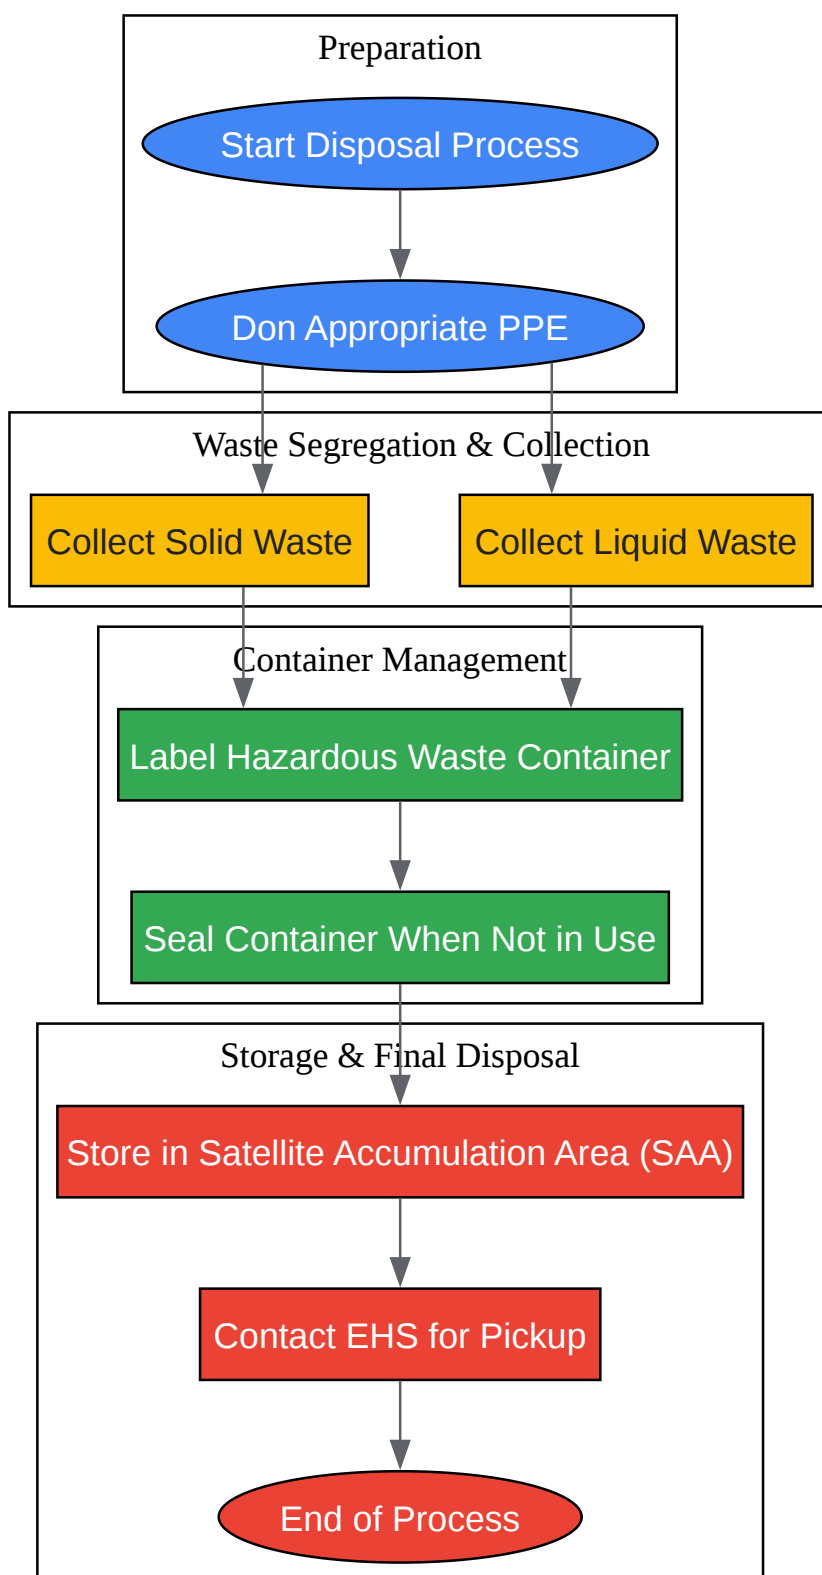 Preparation
Start Disposal Process
Don Appropriate PPE
Waste Segregation & Collection
Collect Solid Waste
Collect Liquid Waste
Container Management
Label Hazardous Waste Container
Seal Container When Not in Use
Storage & Final Disposal
Store in Satellite Accumulation Area (SAA)
Contact EHS for Pickup
End of Process